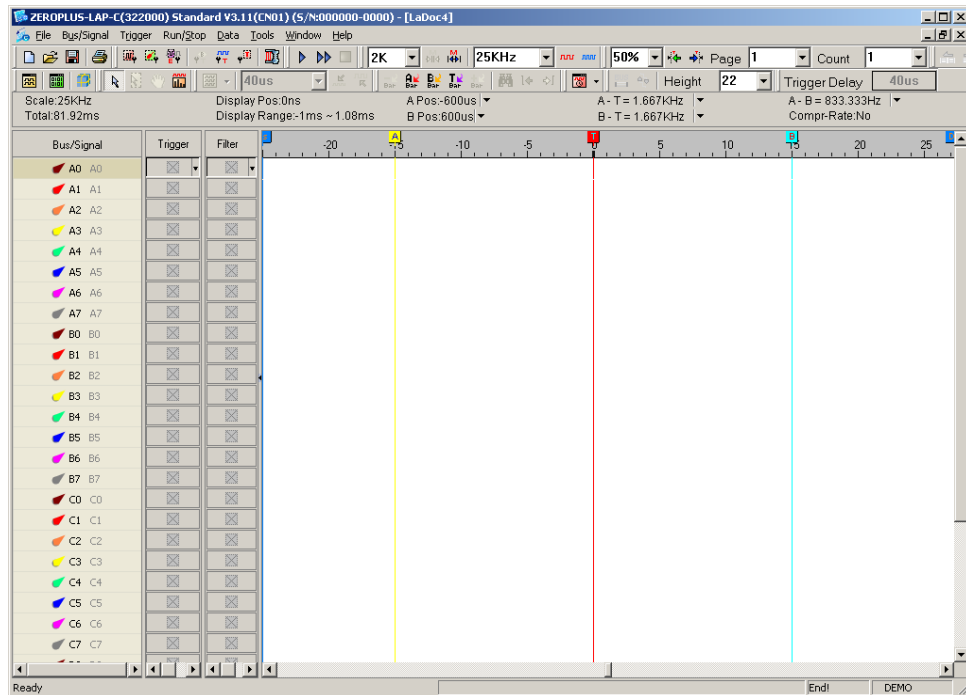 ZEROPLUS-LAP-C(322000) Standard V3.11(CN01) (S/N:000000-0000) - [LaDoc4]
File Bus/Signal Trigger Run/Stop Data Tools Window Help
2K 25KHz 50% Page 1 Count 1
40us Bar Bar Bar Bar Height 22 Trigger Delay 40us
Scale:25KHz Display Pos:0ns A Pos:-600us A - T = 1.667KHz A - B = 833.333Hz
Total:81.92ms Display Range:-1ms ~ 1.08ms B Pos:600us B - T = 1.667KHz Compr-Rate:No
Bus/Signal Trigger Filter
A T B
-20 -15 -10 -5 0 5 10 15 20 25
A0 A0
A1 A1
A2 A2
A3 A3
A4 A4
A5 A5
A6 A6
A7 A7
B0 B0
B1 B1
B2 B2
B3 B3
B4 B4
B5 B5
B6 B6
B7 B7
C0 C0
C1 C1
C2 C2
C3 C3
C4 C4
C5 C5
C6 C6
C7 C7
Ready End! DEMO